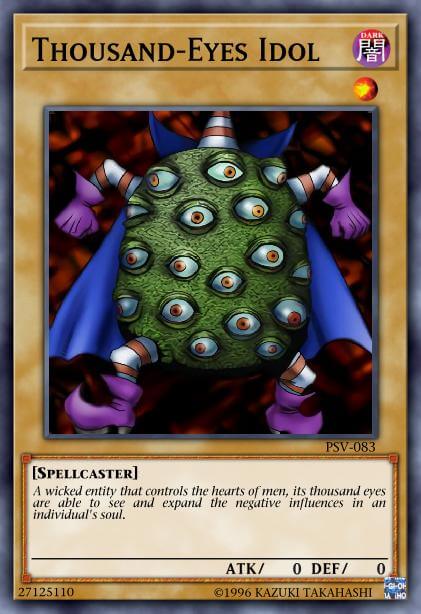 Thousand-Eyes Idol
DARK
闇
PSV-083
[Spellcaster]
A wicked entity that controls the hearts of men, its thousand eyes
are able to see and expand the negative influences in an
individual's soul.
ATK/ 0 DEF/ 0
27125110
©1996 KAZUKI TAKAHASHI